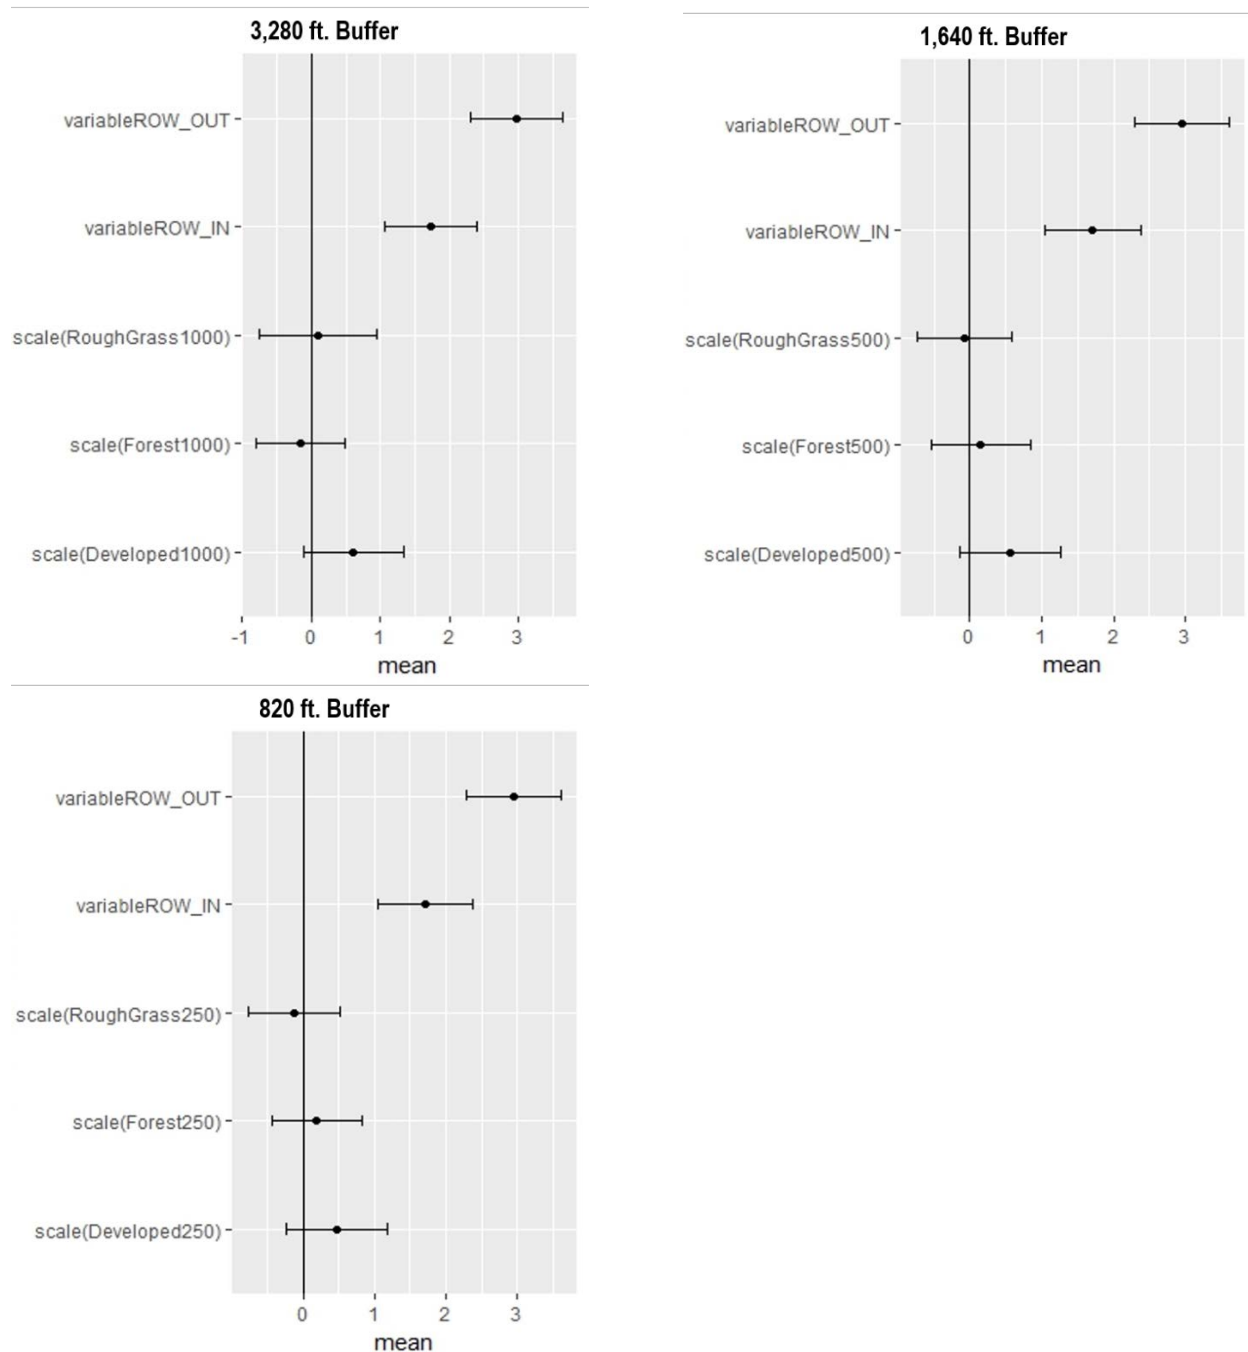 3,280 ft. Buffer
variableROW_OUT
variableROW_IN
scale(RoughGrass1000)
scale(Forest1000)
scale(Developed1000)
-1 0 1 2 3
mean
1,640 ft. Buffer
variableROW_OUT
variableROW_IN
scale(RoughGrass500)
scale(Forest500)
scale(Developed500)
0 1 2 3
mean
820 ft. Buffer
variableROW_OUT
variableROW_IN
scale(RoughGrass250)
scale(Forest250)
scale(Developed250)
0 1 2 3
mean